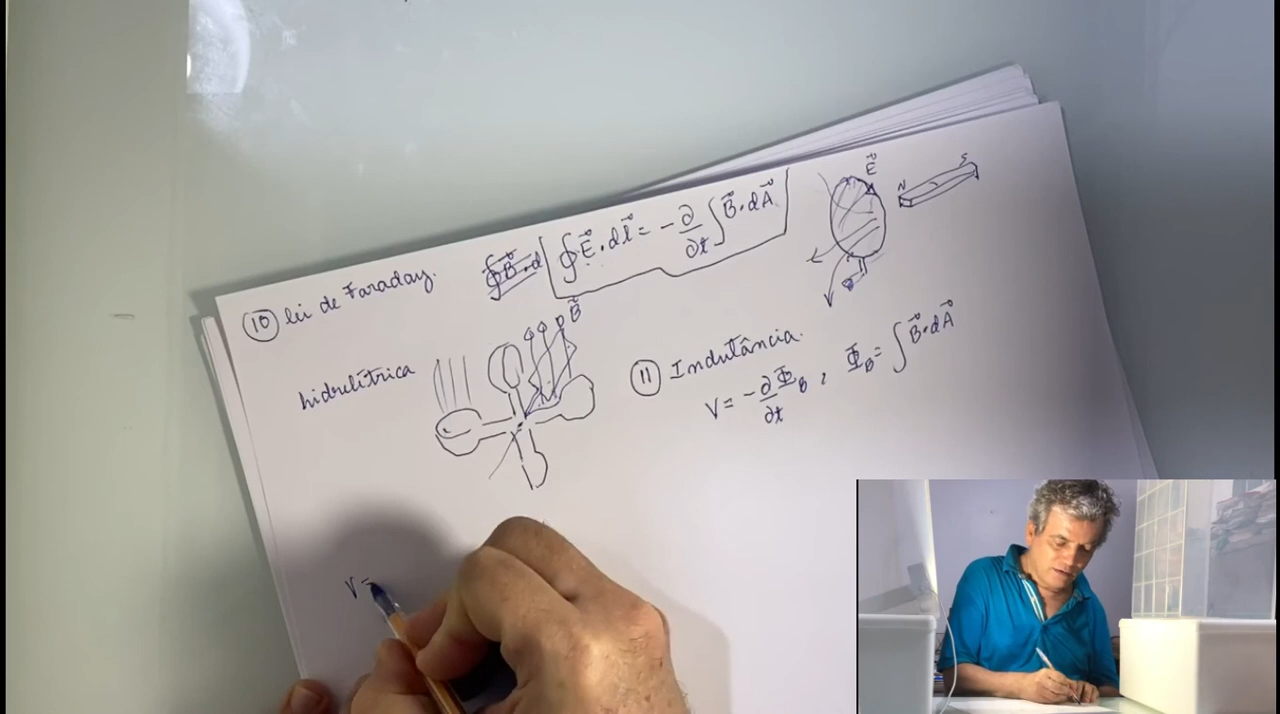 ⑩ lei de Faraday. ∮B⃗·d ∮E⃗·dl⃗ = -∂/∂t ∫B⃗·dA⃗
E⃗
N S
B⃗
hidrelétrica
⑪ Indutância.
V = -∂Φ_B/∂t , Φ_B = ∫B⃗·dA⃗
V =